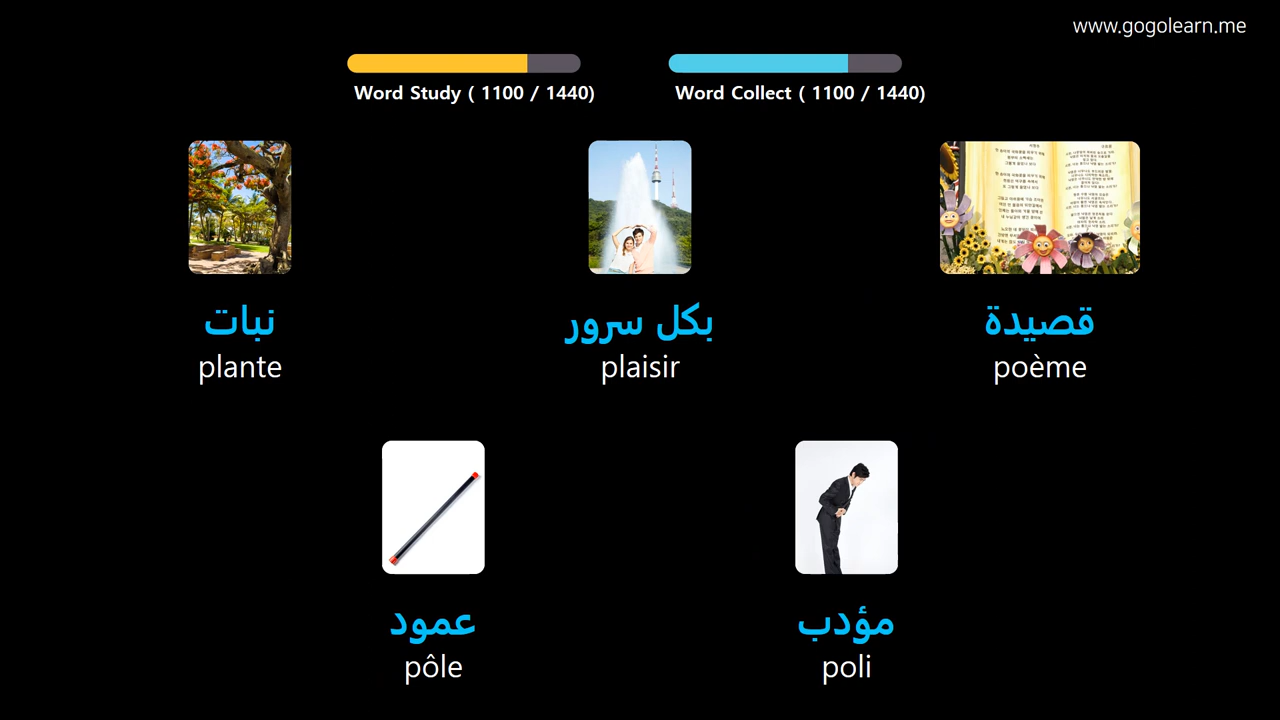 www.gogolearn.me
Word Study ( 1100 / 1440)
Word Collect ( 1100 / 1440)
نبات
plante
بكل سرور
plaisir
قصيدة
poème
عمود
pôle
مؤدب
poli